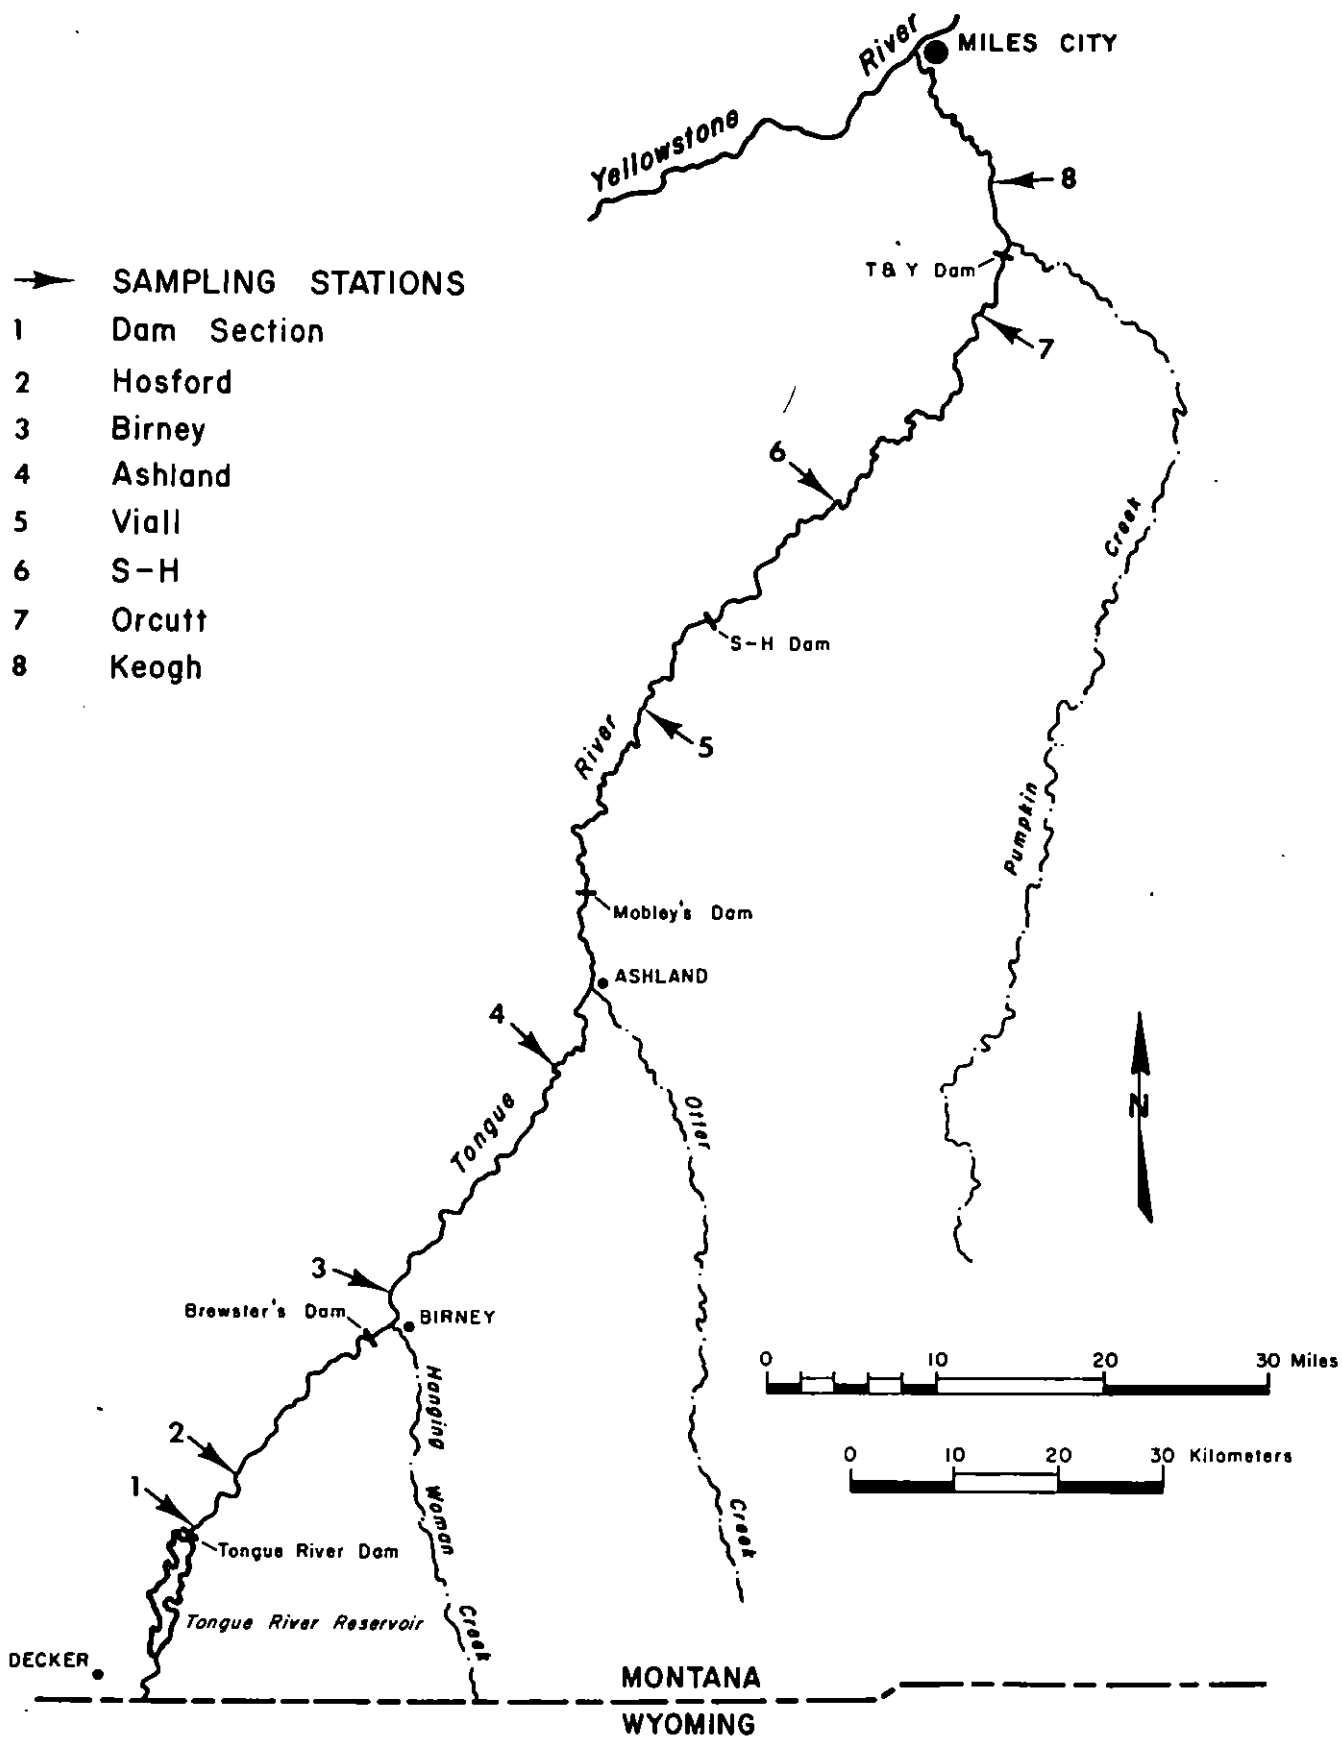 MILES CITY
Yellowstone River
8
T & Y Dam
7
SAMPLING STATIONS
1 Dam Section
2 Hosford
3 Birney
4 Ashland
5 Viall
6 S-H
7 Orcutt
8 Keogh
6
S-H Dam
5
Pumpkin Creek
Mobley's Dam
ASHLAND
4
Tongue River
Otter Creek
N
3
Brewster's Dam
BIRNEY
Hanging Woman Creek
0 10 20 30 Miles
0 10 20 30 Kilometers
2
1
Tongue River Dam
Tongue River Reservoir
DECKER
MONTANA
WYOMING